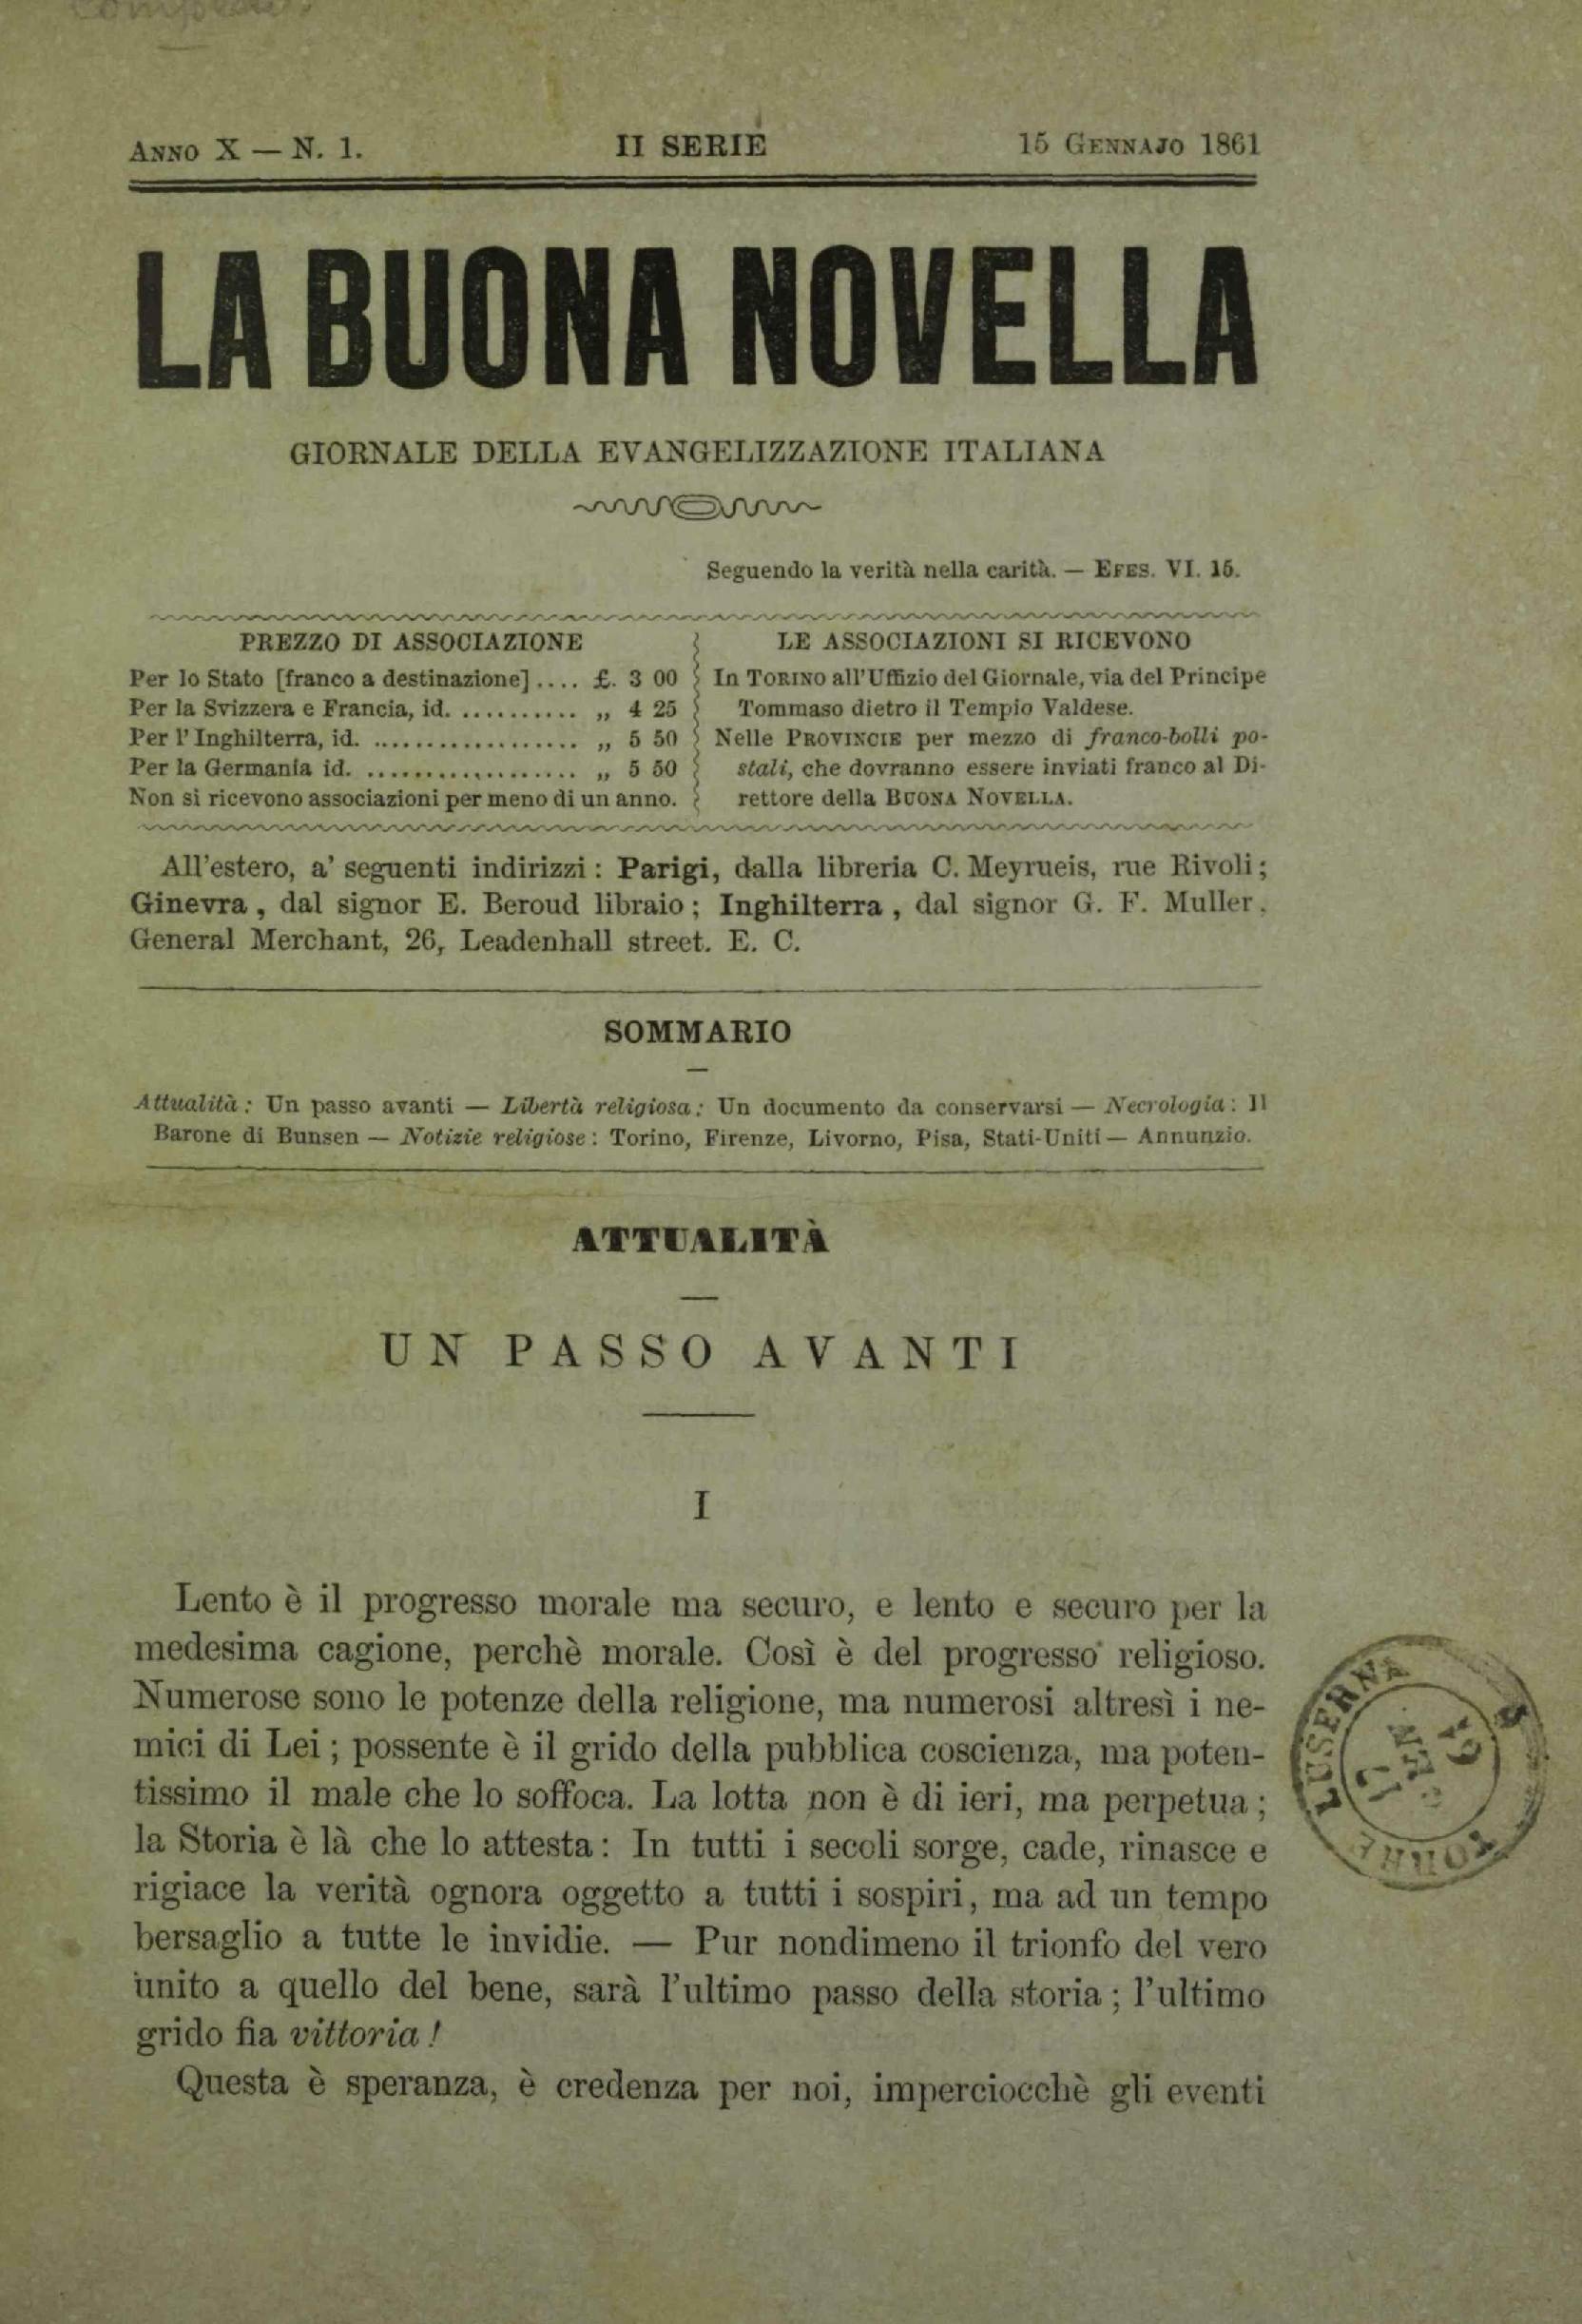 ANNO X — N. 1. II SERIE 15 GENNAJO 1861
LA BUONA NOVELLA
GIORNALE DELLA EVANGELIZZAZIONE ITALIANA
Seguendo la verità nella carità. — EFES. VI. 15.
PREZZO DI ASSOCIAZIONE
Per lo Stato [franco a destinazione].... £. 3 00
Per la Svizzera e Francia, id. ........... „ 4 25
Per l' Inghilterra, id. ................... „ 5 50
Per la Germania id. ................... „ 5 50
Non si ricevono associazioni per meno di un anno.
LE ASSOCIAZIONI SI RICEVONO
In TORINO all'Uffizio del Giornale, via del Principe
Tommaso dietro il Tempio Valdese.
Nelle PROVINCIE per mezzo di franco-bolli po-
stali, che dovranno essere inviati franco al Di-
rettore della BUONA NOVELLA.
All'estero, a' seguenti indirizzi : Parigi, dalla libreria C. Meyrueis, rue Rivoli ;
Ginevra , dal signor E. Beroud libraio ; Inghilterra , dal signor G. F. Muller.
General Merchant, 26, Leadenhall street. E. C.
SOMMARIO
Attualità : Un passo avanti — Libertà religiosa : Un documento da conservarsi — Necrologia : Il
Barone di Bunsen — Notizie religiose : Torino, Firenze, Livorno, Pisa, Stati-Uniti — Annunzio.
ATTUALITÀ
UN PASSO AVANTI
I
Lento è il progresso morale ma securo, e lento e securo per la
medesima cagione, perchè morale. Così è del progresso religioso.
Numerose sono le potenze della religione, ma numerosi altresì i ne-
mici di Lei ; possente è il grido della pubblica coscienza, ma poten-
tissimo il male che lo soffoca. La lotta non è di ieri, ma perpetua ;
la Storia è là che lo attesta : In tutti i secoli sorge, cade, rinasce e
rigiace la verità ognora oggetto a tutti i sospiri, ma ad un tempo
bersaglio a tutte le invidie. — Pur nondimeno il trionfo del vero
unito a quello del bene, sarà l'ultimo passo della storia ; l'ultimo
grido fia vittoria !
Questa è speranza, è credenza per noi, imperciocchè gli eventi
LUSERNA
TORRE